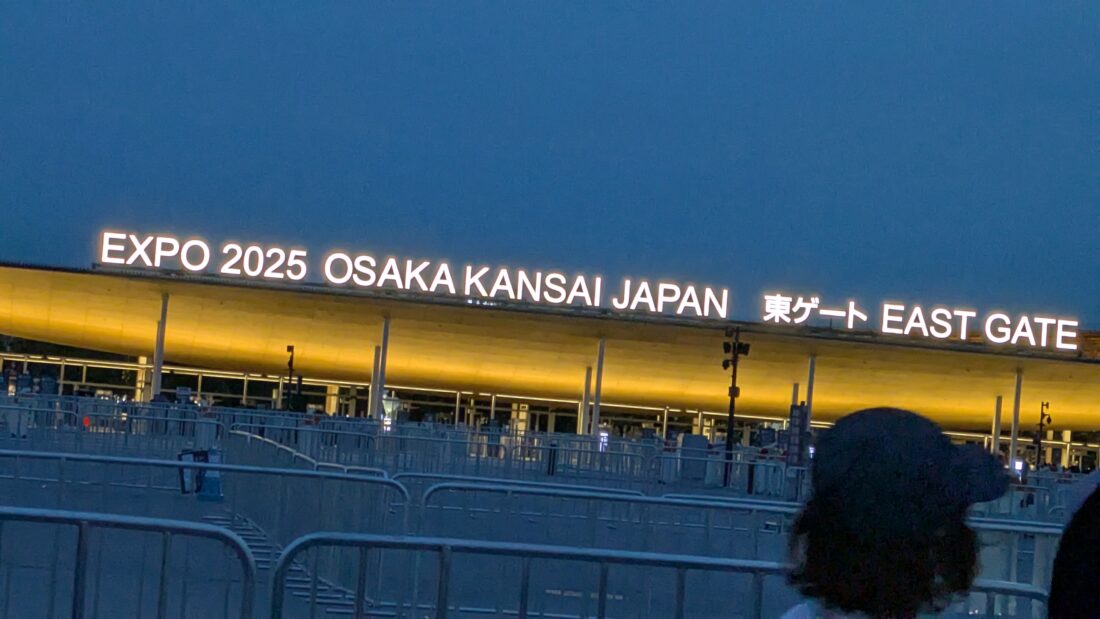 EXPO 2025 OSAKA KANSAI JAPAN 東ゲート EAST GATE